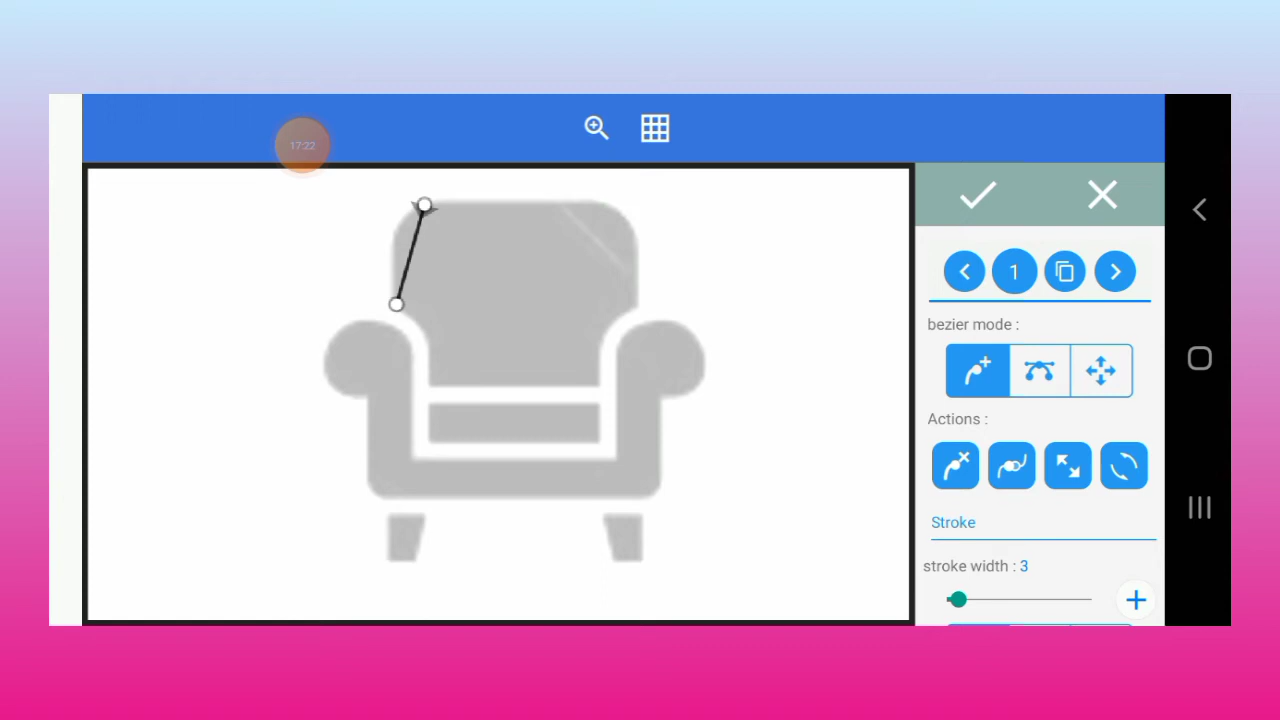 17:22
1
bezier mode :
Actions :
Stroke
stroke width : 3